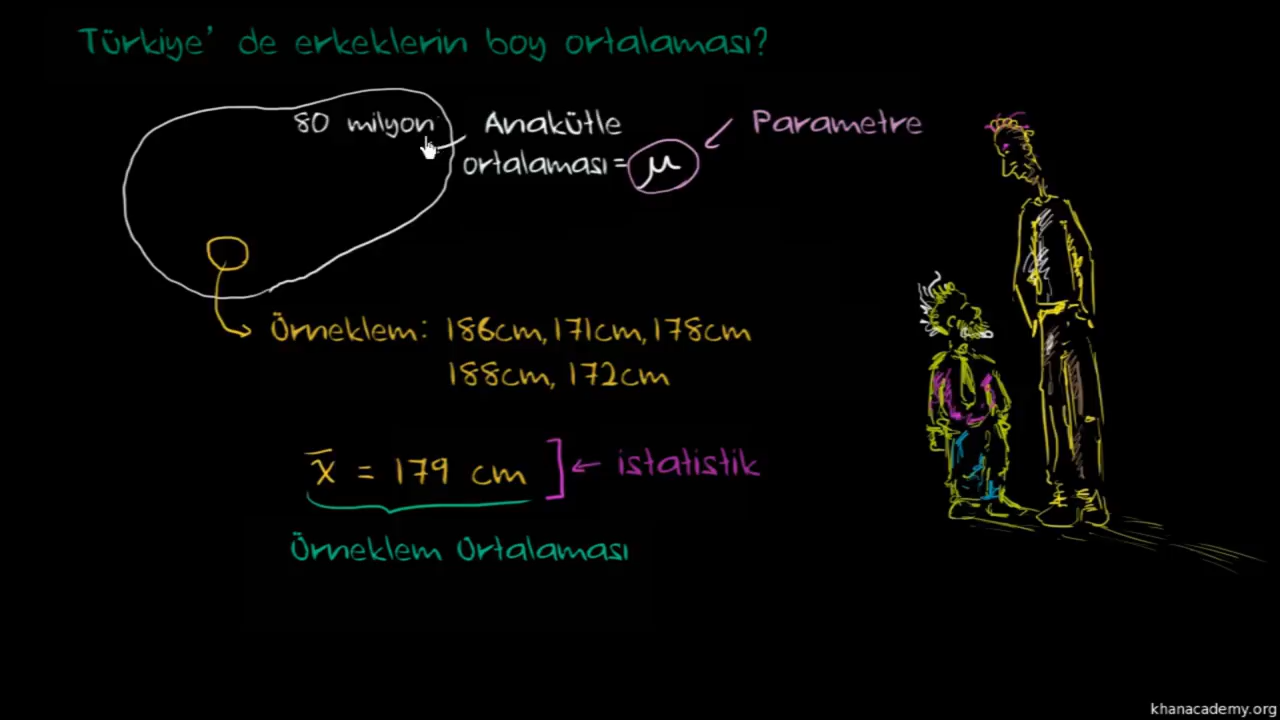 Türkiye' de erkeklerin boy ortalaması?
80 milyon
Anakütle
ortalaması = μ
Parametre
Örneklem: 186cm, 171cm, 178cm
188cm, 172cm
x̄ = 179 cm
istatistik
Örneklem Ortalaması
khanacademy.org